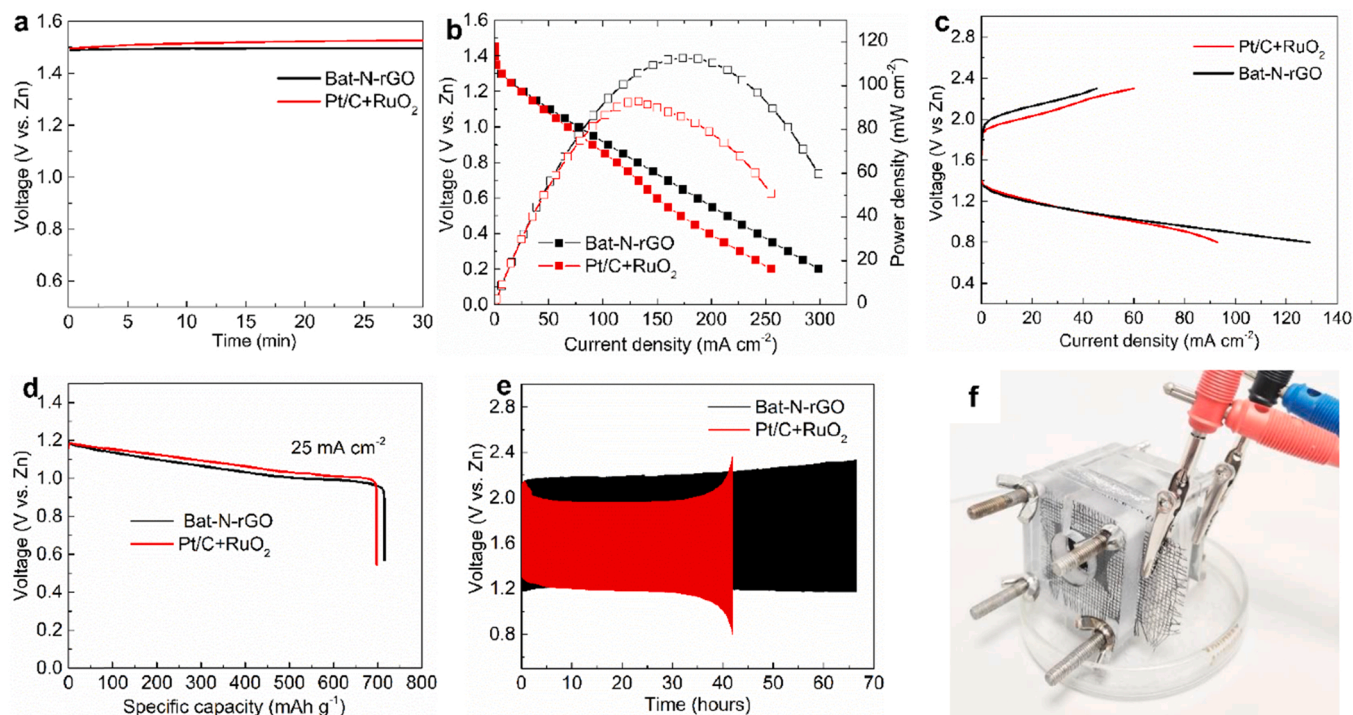 a
1.6
1.4
1.2
1.0
0.8
0.6
Voltage (V vs. Zn)
Bat-N-rGO
Pt/C+RuO₂
0 5 10 15 20 25 30
Time (min)
b
1.6
1.4
1.2
1.0
0.8
0.6
0.4
0.2
0.0
Voltage ( V vs. Zn)
Bat-N-rGO
Pt/C+RuO₂
120
100
80
60
40
20
0
Power density (mW cm⁻²)
0 50 100 150 200 250 300
Current density (mA cm⁻²)
c
2.8
2.4
2.0
1.6
1.2
0.8
0.4
Voltage (V vs Zn)
Pt/C+RuO₂
Bat-N-rGO
0 20 40 60 80 100 120 140
Current density (mA cm⁻²)
d
1.4
1.2
1.0
0.8
0.6
0.4
0.2
0.0
Voltage (V vs. Zn)
25 mA cm⁻²
Bat-N-rGO
Pt/C+RuO₂
0 100 200 300 400 500 600 700 800
Specific capacity (mAh g⁻¹)
e
2.8
2.4
2.0
1.6
1.2
0.8
Voltage (V vs. Zn)
Bat-N-rGO
Pt/C+RuO₂
0 10 20 30 40 50 60 70
Time (hours)
f